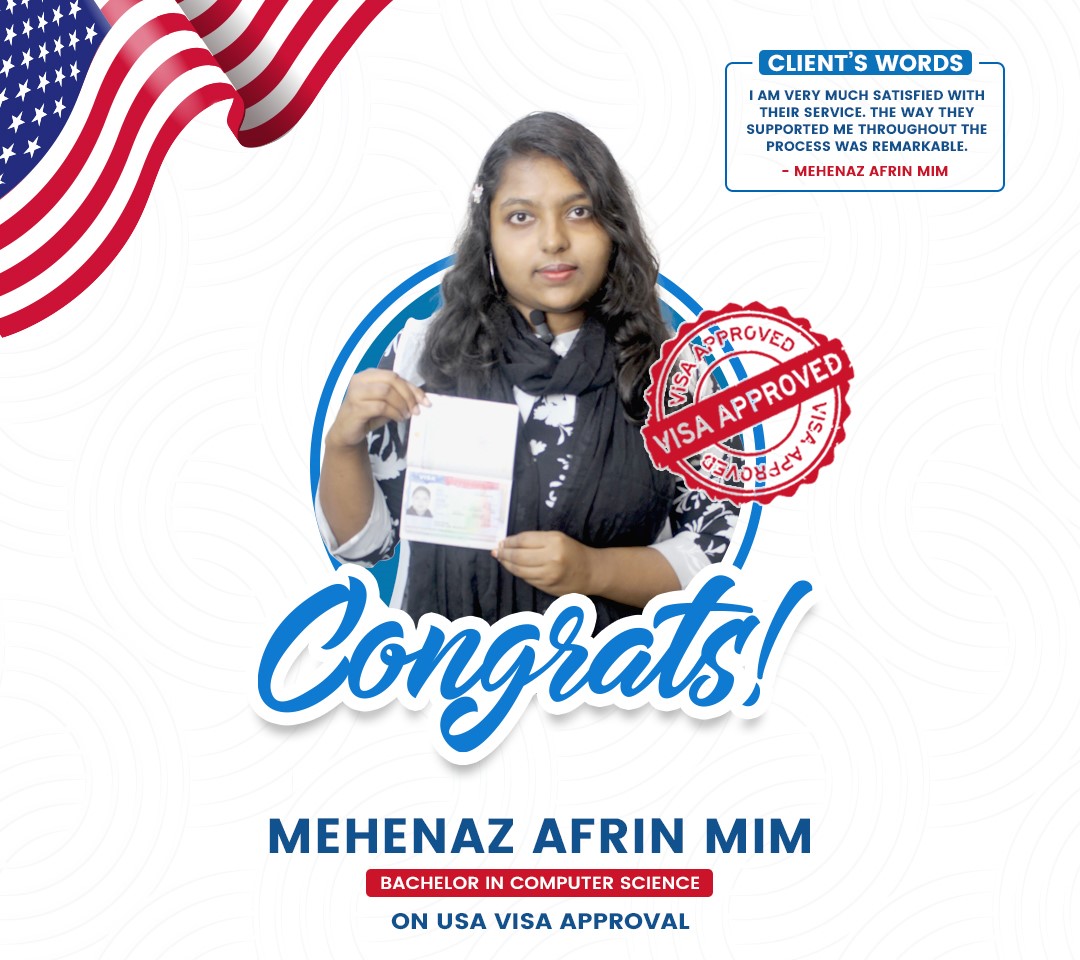 CLIENT'S WORDS
I AM VERY MUCH SATISFIED WITH
THEIR SERVICE. THE WAY THEY
SUPPORTED ME THROUGHOUT THE
PROCESS WAS REMARKABLE.
- MEHENAZ AFRIN MIM
VISA APPROVED
VISA APPROVED
VISA APPROVED
VISA
Congrats!
MEHENAZ AFRIN MIM
BACHELOR IN COMPUTER SCIENCE
ON USA VISA APPROVAL